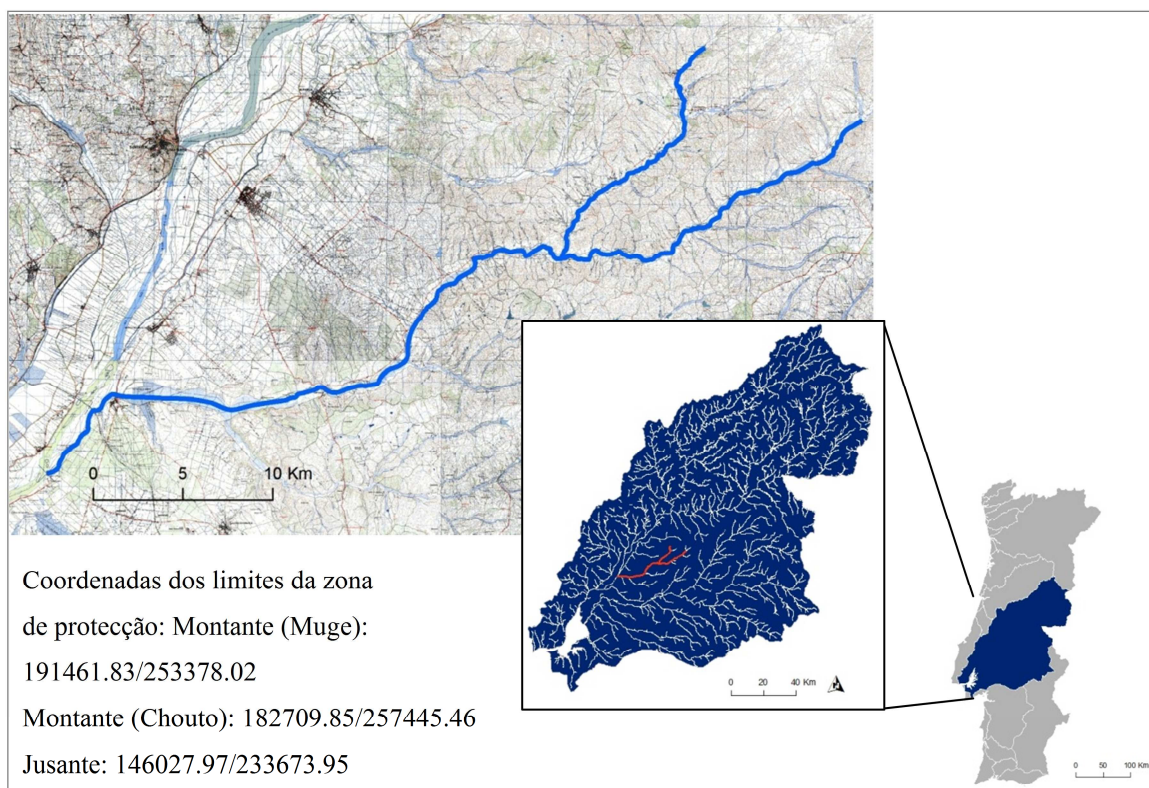 0 5 10 Km
Coordenadas dos limites da zona
de protecção: Montante (Muge):
191461.83/253378.02
Montante (Chouto): 182709.85/257445.46
Jusante: 146027.97/233673.95
0 20 40 Km
0 50 100 Km